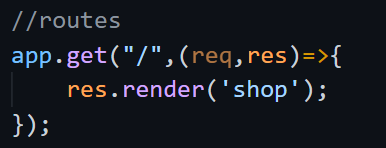 //routes
app.get("/",(req,res)=>{
    res.render('shop');
});